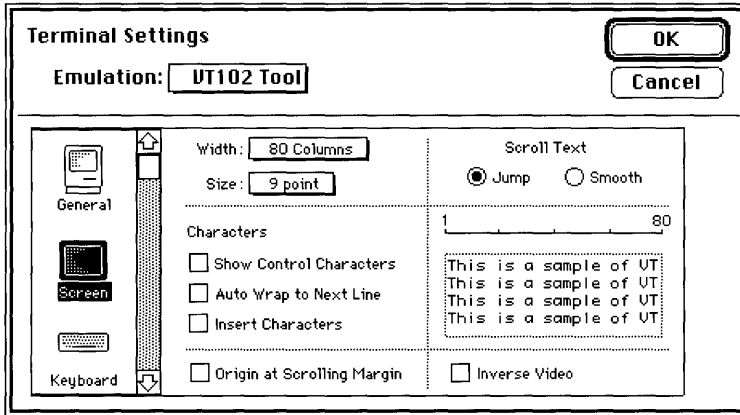 Terminal Settings
OK
Emulation: VT102 Tool
Cancel
General
Screen
Keyboard
Width: 80 Columns
Size: 9 point
Scroll Text
Jump Smooth
Characters
Show Control Characters
Auto Wrap to Next Line
Insert Characters
1 80
This is a sample of VT
This is a sample of VT
This is a sample of VT
This is a sample of VT
Origin at Scrolling Margin
Inverse Video